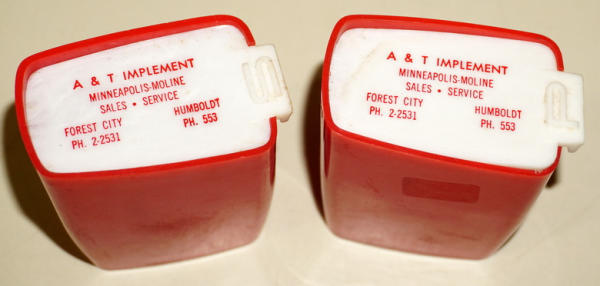 A & T IMPLEMENT
MINNEAPOLIS-MOLINE
SALES • SERVICE
FOREST CITY HUMBOLDT
PH. 2-2531 PH. 553
S
A & T IMPLEMENT
MINNEAPOLIS-MOLINE
SALES • SERVICE
FOREST CITY HUMBOLDT
PH. 2-2531 PH. 553
P